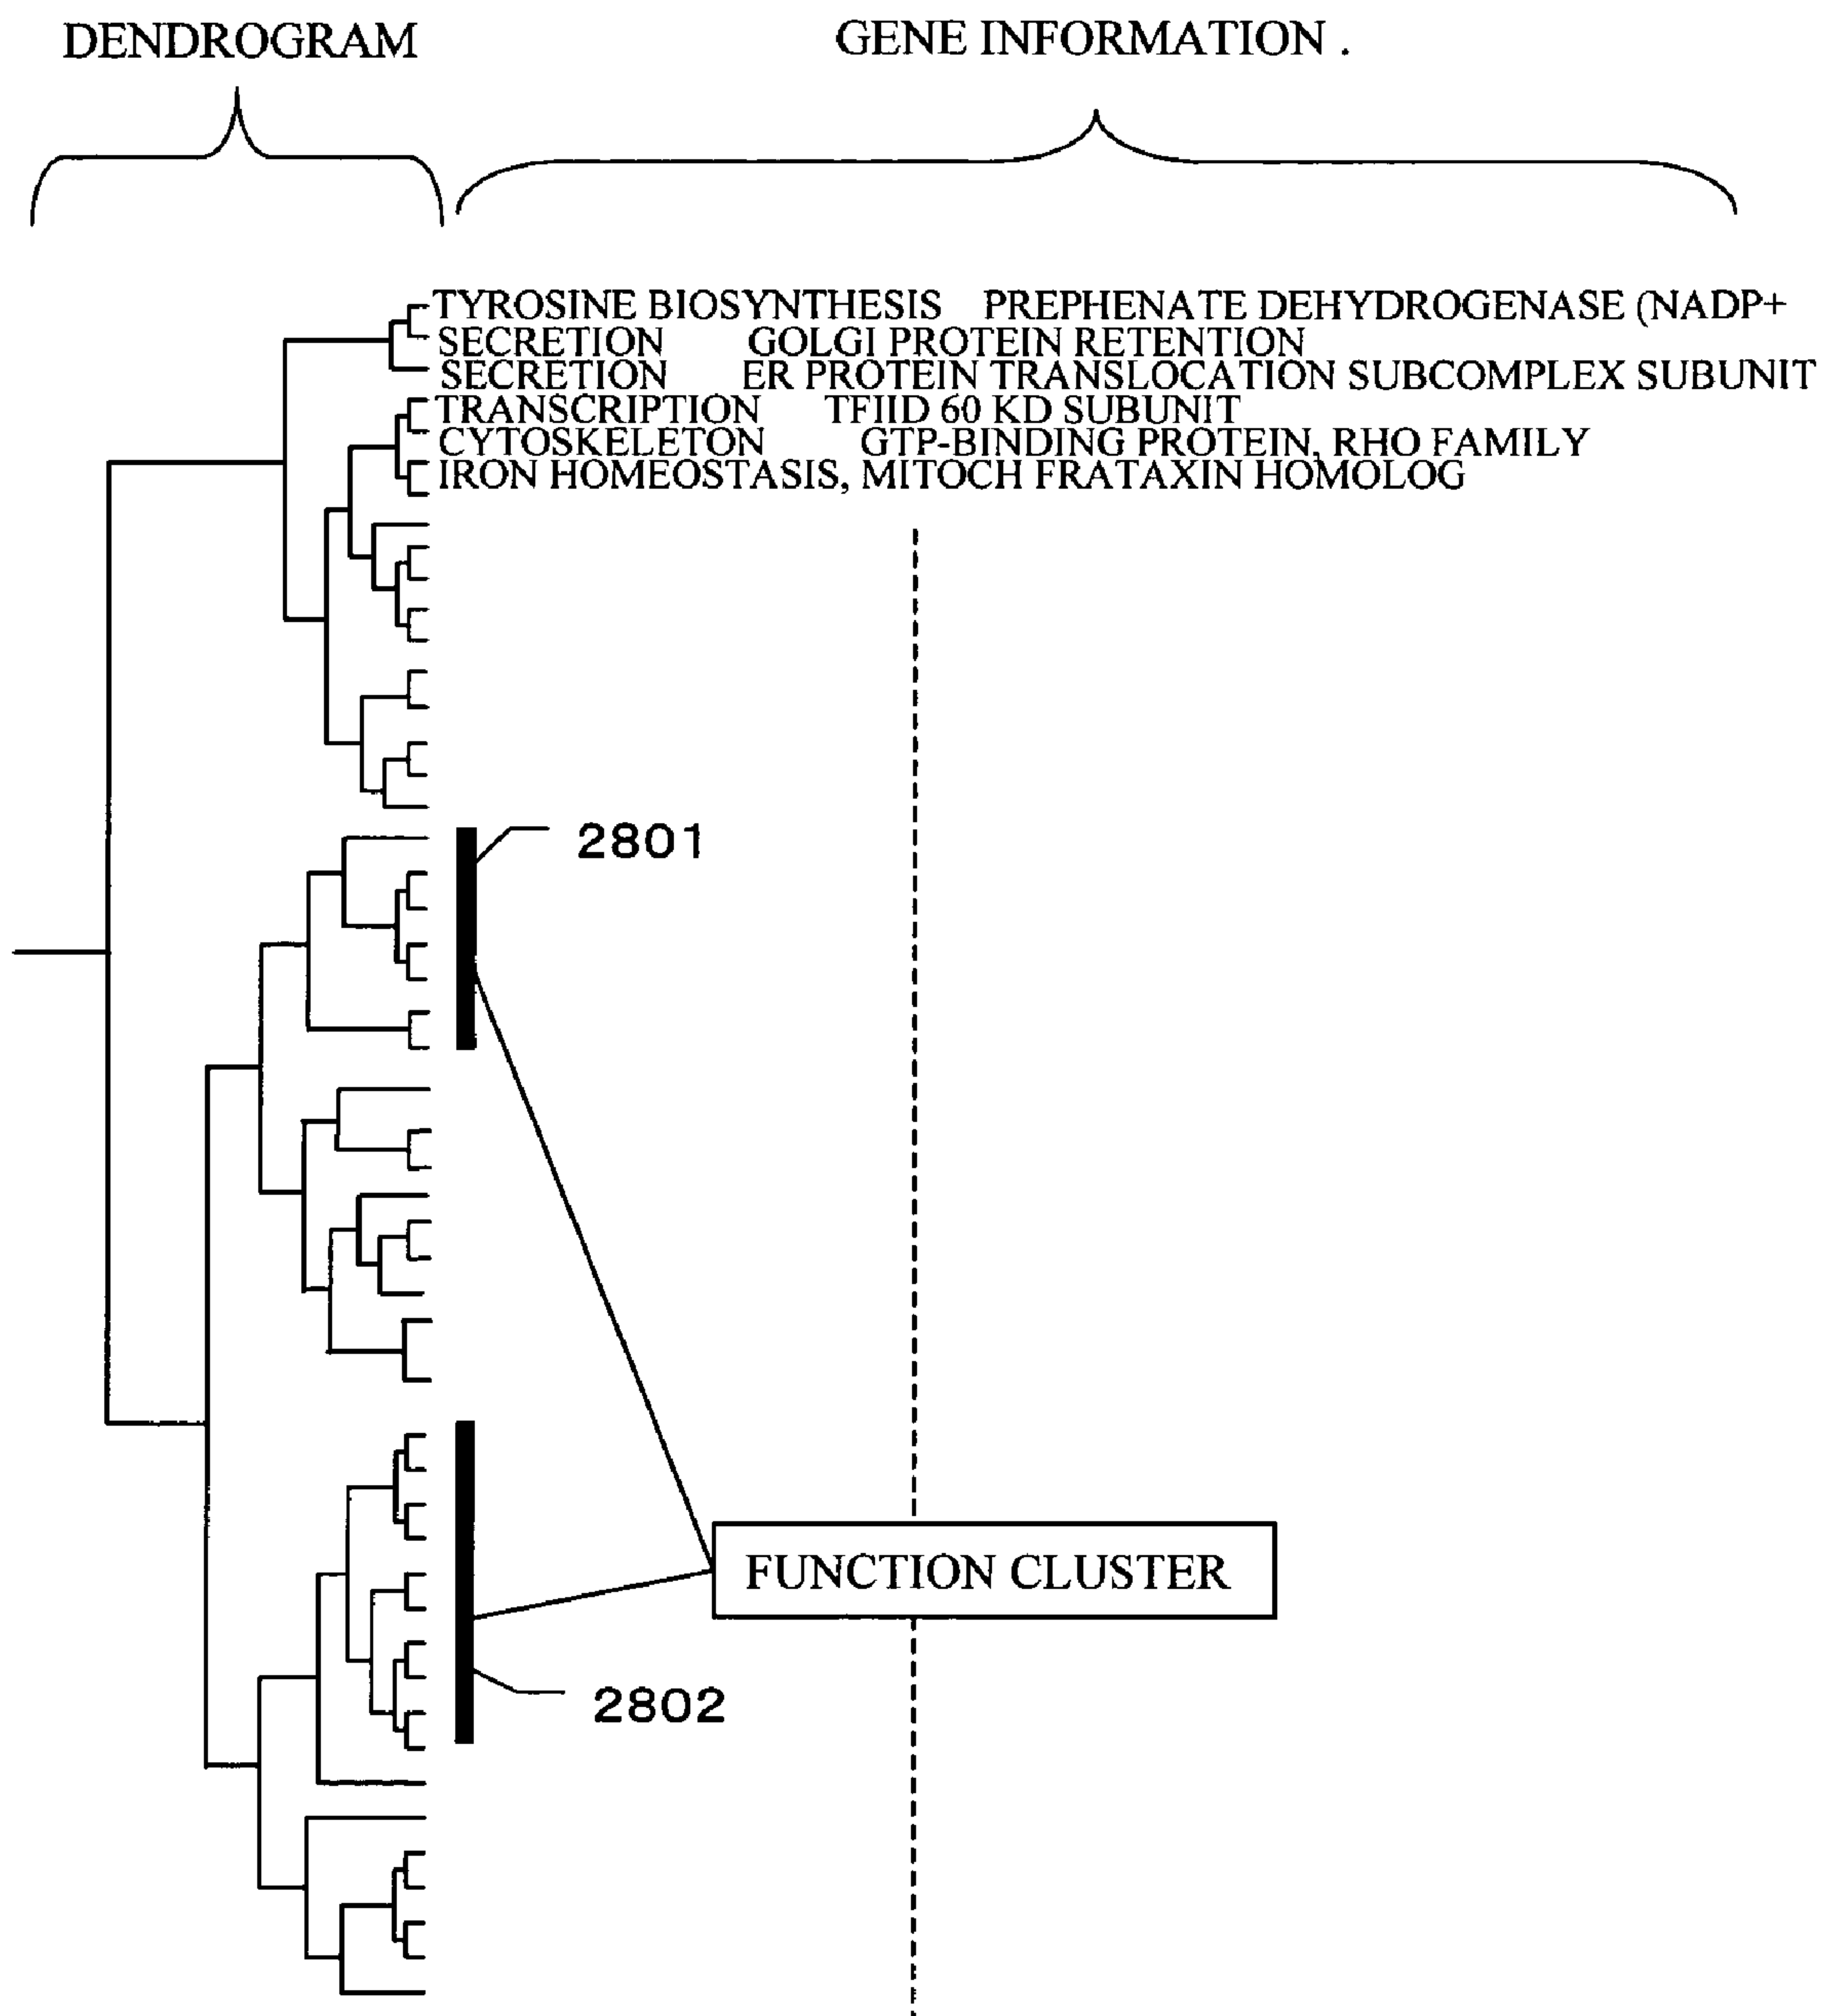 DENDROGRAM
GENE INFORMATION .
TYROSINE BIOSYNTHESIS PREPHENATE DEHYDROGENASE (NADP+
SECRETION GOLGI PROTEIN RETENTION
SECRETION ER PROTEIN TRANSLOCATION SUBCOMPLEX SUBUNIT
TRANSCRIPTION TFIID 60 KD SUBUNIT
CYTOSKELETON GTP-BINDING PROTEIN, RHO FAMILY
IRON HOMEOSTASIS, MITOCH FRATAXIN HOMOLOG
2801
FUNCTION CLUSTER
2802